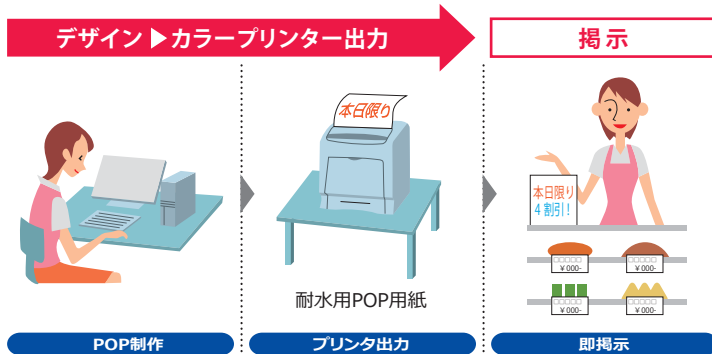 デザイン▶カラープリンター出力
掲示
本日限り
本日限り
4割引！
□□□□□
￥000-
□□□□□
￥000-
□□□□□
￥000-
□□□□□
￥000-
耐水用POP用紙
POP制作
プリンタ出力
即掲示